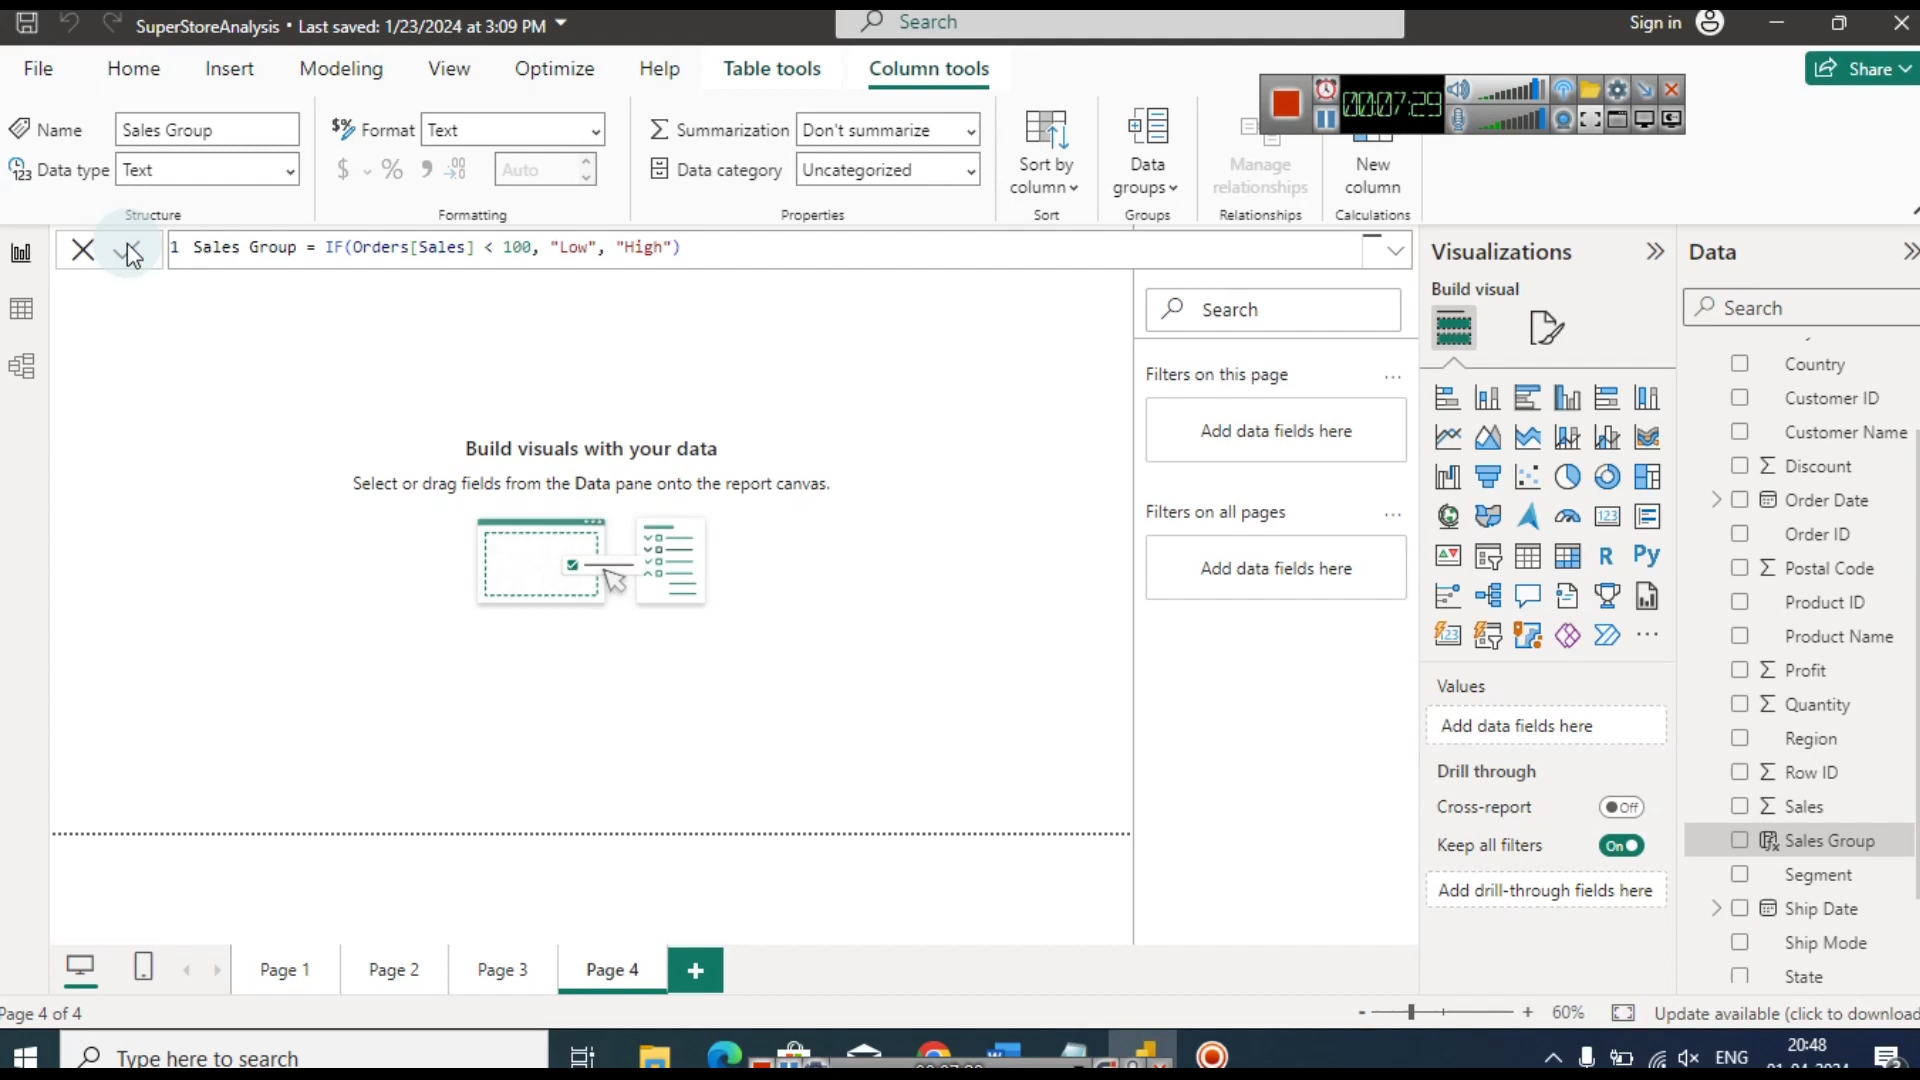 SuperStoreAnalysis • Last saved: 1/23/2024 at 3:09 PM
Search
Sign in
File
Home
Insert
Modeling
View
Optimize
Help
Table tools
Column tools
Share
00:07:29
Name
Sales Group
Data type
Text
Structure
Format
Text
$
%
Auto
Formatting
Summarization
Don't summarize
Data category
Uncategorized
Properties
Sort by
column
Sort
Data
groups
Groups
Manage
relationships
Relationships
New
column
Calculations
1 Sales Group = IF(Orders[Sales] < 100, "Low", "High")
Build visuals with your data
Select or drag fields from the Data pane onto the report canvas.
Search
Filters on this page
...
Add data fields here
Filters on all pages
...
Add data fields here
Visualizations
Build visual
R
Py
123
Values
Add data fields here
Drill through
Cross-report
Off
Keep all filters
On
Add drill-through fields here
Data
Search
Country
Customer ID
Customer Name
Discount
Order Date
Order ID
Postal Code
Product ID
Product Name
Profit
Quantity
Region
Row ID
Sales
Sales Group
Segment
Ship Date
Ship Mode
State
Page 1
Page 2
Page 3
Page 4
Page 4 of 4
- + 60%
Update available (click to download
Type here to search
ENG
20:48